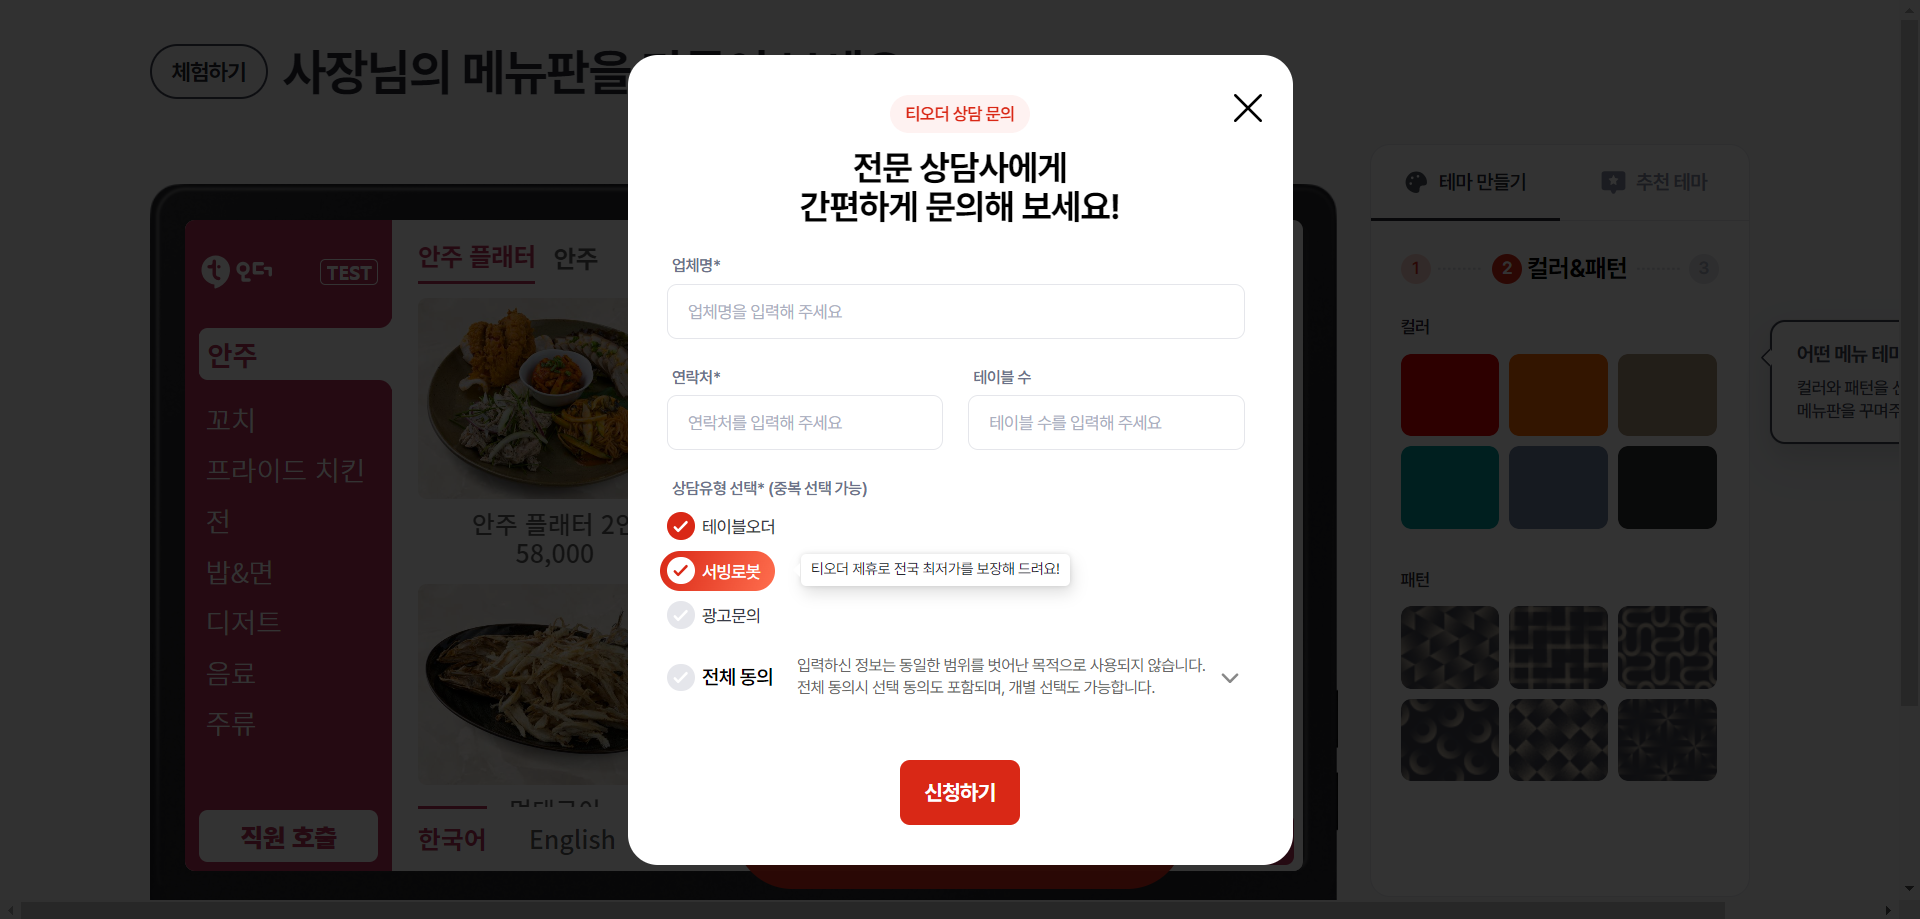 체험하기
사장님의 메뉴판을
티오더 상담 문의
전문 상담사에게
간편하게 문의해 보세요!
업체명*
업체명을 입력해 주세요
연락처*
테이블 수
연락처를 입력해 주세요
테이블 수를 입력해 주세요
상담유형 선택* (중복 선택 가능)
테이블오더
서빙로봇
티오더 제휴로 전국 최저가를 보장해 드려요!
광고문의
전체 동의
입력하신 정보는 동일한 범위를 벗어난 목적으로 사용되지 않습니다.
전체 동의시 선택 동의도 포함되며, 개별 선택도 가능합니다.
신청하기
t오더
TEST
안주 플래터
안주
안주
꼬치
프라이드 치킨
전
밥&면
디저트
음료
주류
직원 호출
안주 플래터 2인
58,000
한국어
English
테마 만들기
추천 테마
1
2
컬러&패턴
3
컬러
패턴
어떤 메뉴 테마
컬러와 패턴을
메뉴판을 꾸며주